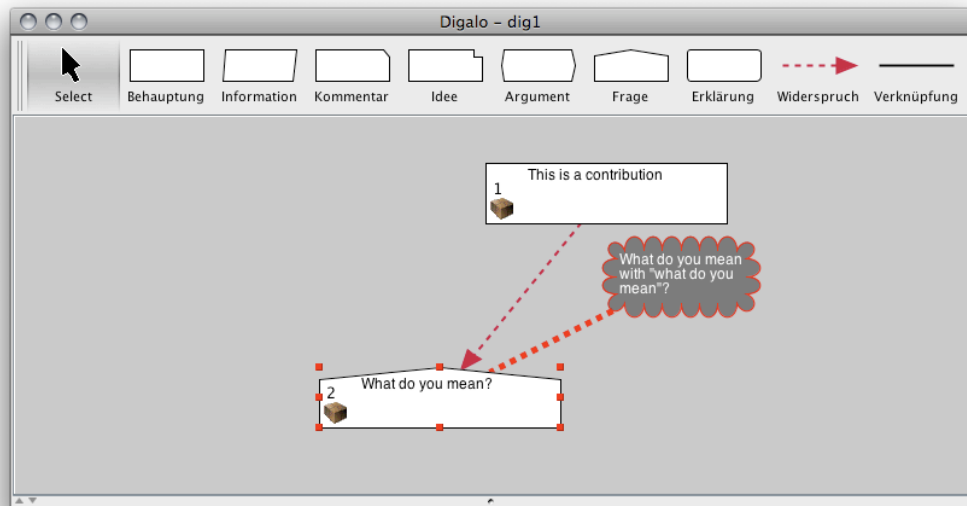 Digalo – dig1
Select
Behauptung
Information
Kommentar
Idee
Argument
Frage
Erklärung
Widerspruch
Verknüpfung
This is a contribution
1
What do you mean
with "what do you
mean"?
What do you mean?
2